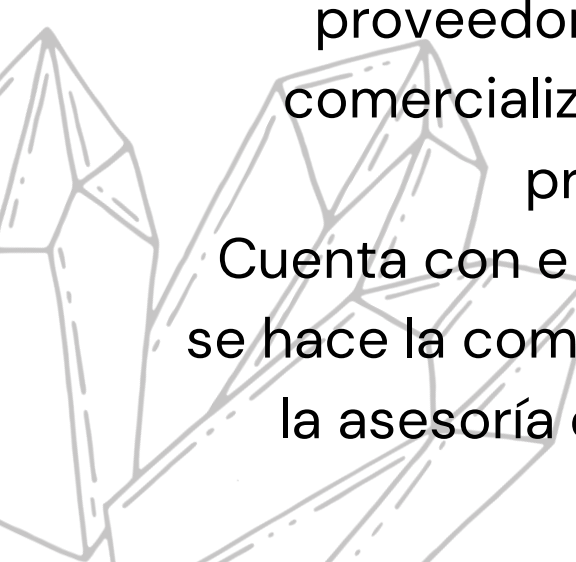 proveedor
comercializ
pr
Cuenta con e
se hace la com
la asesoría